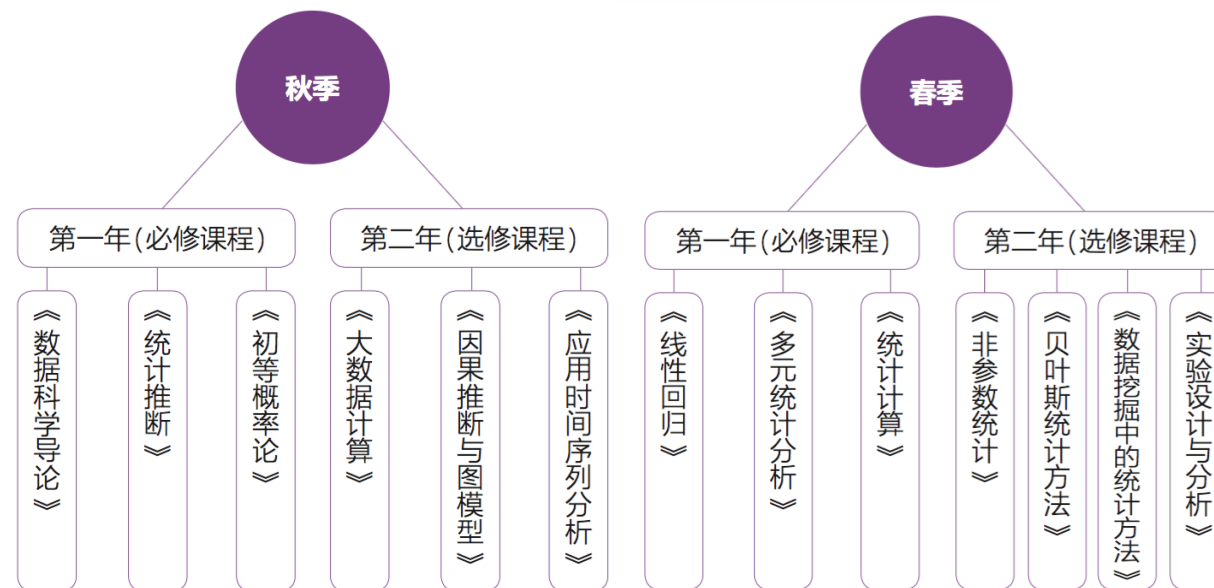 秋季
第一年(必修课程)
《数据科学导论》
《统计推断》
《初等概率论》
第二年(选修课程)
《大数据计算》
《因果推断与图模型》
《应用时间序列分析》
春季
第一年(必修课程)
《线性回归》
《多元统计分析》
《统计计算》
第二年(选修课程)
《非参数统计》
《贝叶斯统计方法》
《数据挖掘中的统计方法》
《实验设计与分析》